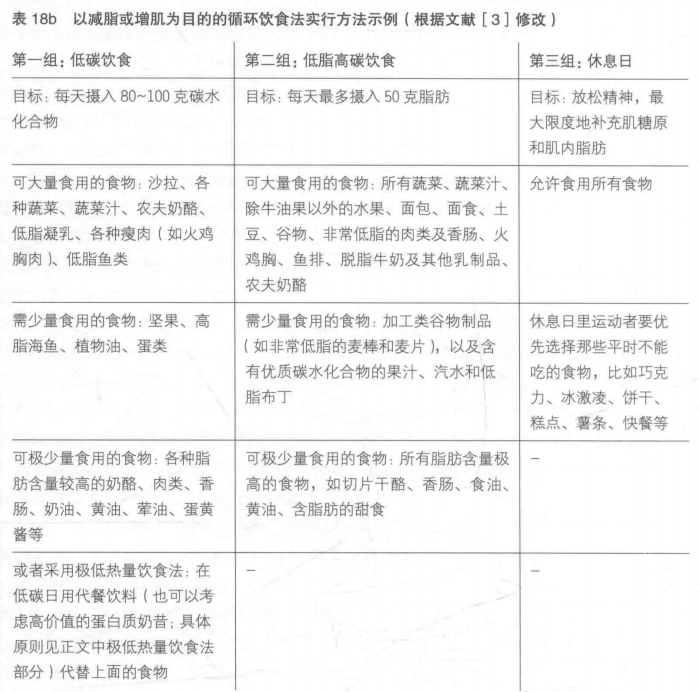 表 18b 以减脂或增肌为目的的循环饮食法实行方法示例（根据文献［3］修改）
第一组：低碳饮食
第二组：低脂高碳饮食
第三组：休息日
目标：每天摄入 80~100 克碳水
化合物
目标：每天最多摄入 50 克脂肪
目标：放松精神，最
大限度地补充肌糖原
和肌内脂肪
可大量食用的食物：沙拉、各
种蔬菜、蔬菜汁、农夫奶酪、
低脂凝乳、各种瘦肉（如火鸡
胸肉）、低脂鱼类
可大量食用的食物：所有蔬菜、蔬菜汁、
除牛油果以外的水果、面包、面食、土
豆、谷物、非常低脂的肉类及香肠、火
鸡胸、鱼排、脱脂牛奶及其他乳制品、
农夫奶酪
允许食用所有食物
需少量食用的食物：坚果、高
脂海鱼、植物油、蛋类
需少量食用的食物：加工类谷物制品
（如非常低脂的麦棒和麦片），以及含
有优质碳水化合物的果汁、汽水和低
脂布丁
休息日里运动者要优
先选择那些平时不能
吃的食物，比如巧克
力、冰激凌、饼干、
糕点、薯条、快餐等
可极少量食用的食物：各种脂
肪含量较高的奶酪、肉类、香
肠、奶油、黄油、荤油、蛋黄
酱等
可极少量食用的食物：所有脂肪含量极
高的食物，如切片干酪、香肠、食油、
黄油、含脂肪的甜食
–
或者采用极低热量饮食法：在
低碳日用代餐饮料（也可以考
虑高价值的蛋白质奶昔；具体
原则见正文中极低热量饮食法
部分）代替上面的食物
–
–